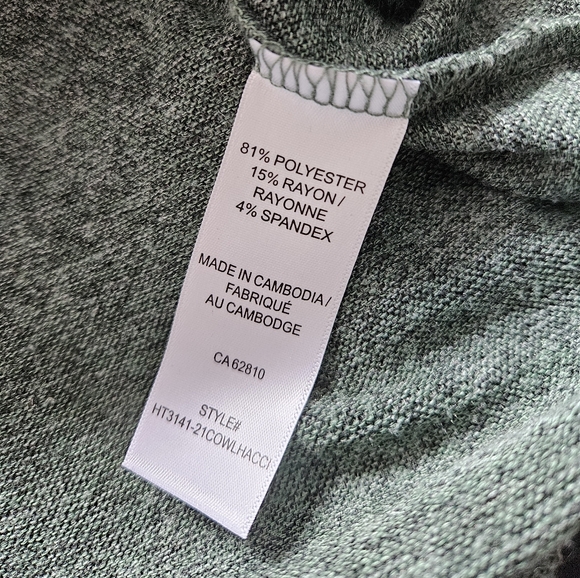 81% POLYESTER
15% RAYON /
RAYONNE
4% SPANDEX
MADE IN CAMBODIA /
FABRIQUÉ
AU CAMBODGE
CA 62810
STYLE#
HT3141-21COWLHACCI